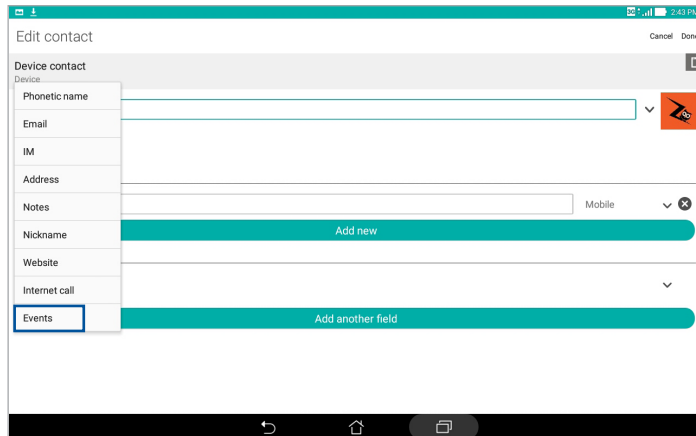 3G 2:43 PM
Edit contact
Cancel Done
Device contact
Device
Phonetic name
Email
IM
Address
Notes
Mobile
Nickname
Add new
Website
Internet call
Events
Add another field